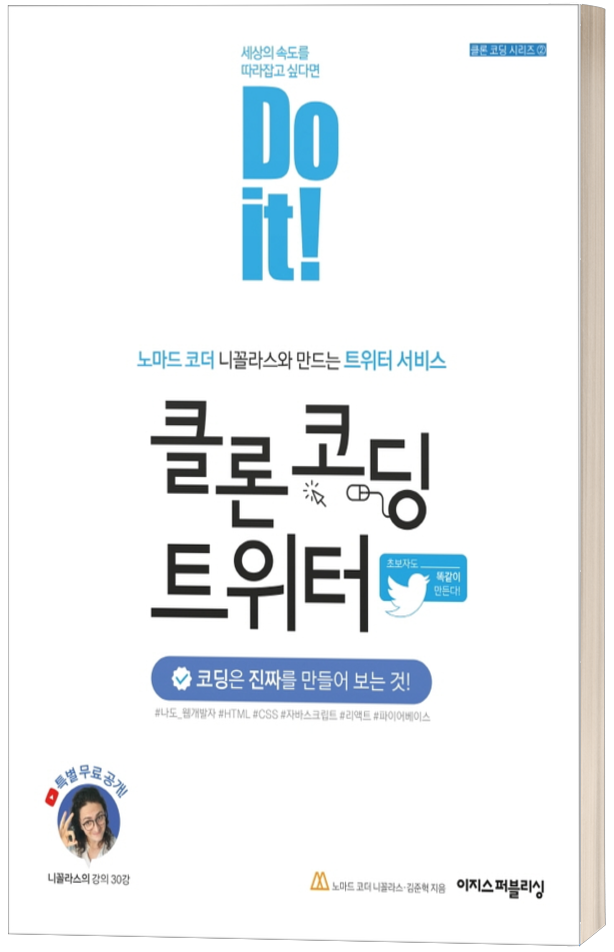 세상의 속도를
따라잡고 싶다면
클론 코딩 시리즈 ②
Do
it!
노마드 코더 니꼴라스와 만드는 트위터 서비스
클론 코딩
트위터
초보자도
똑같이
만든다!
코딩은 진짜를 만들어 보는 것!
#나도_웹개발자 #HTML #CSS #자바스크립트 #리액트 #파이어베이스
특별 무료 공개!
니꼴라스의 강의 30강
노마드 코더 니꼴라스·김준혁 지음
이지스 퍼블리싱